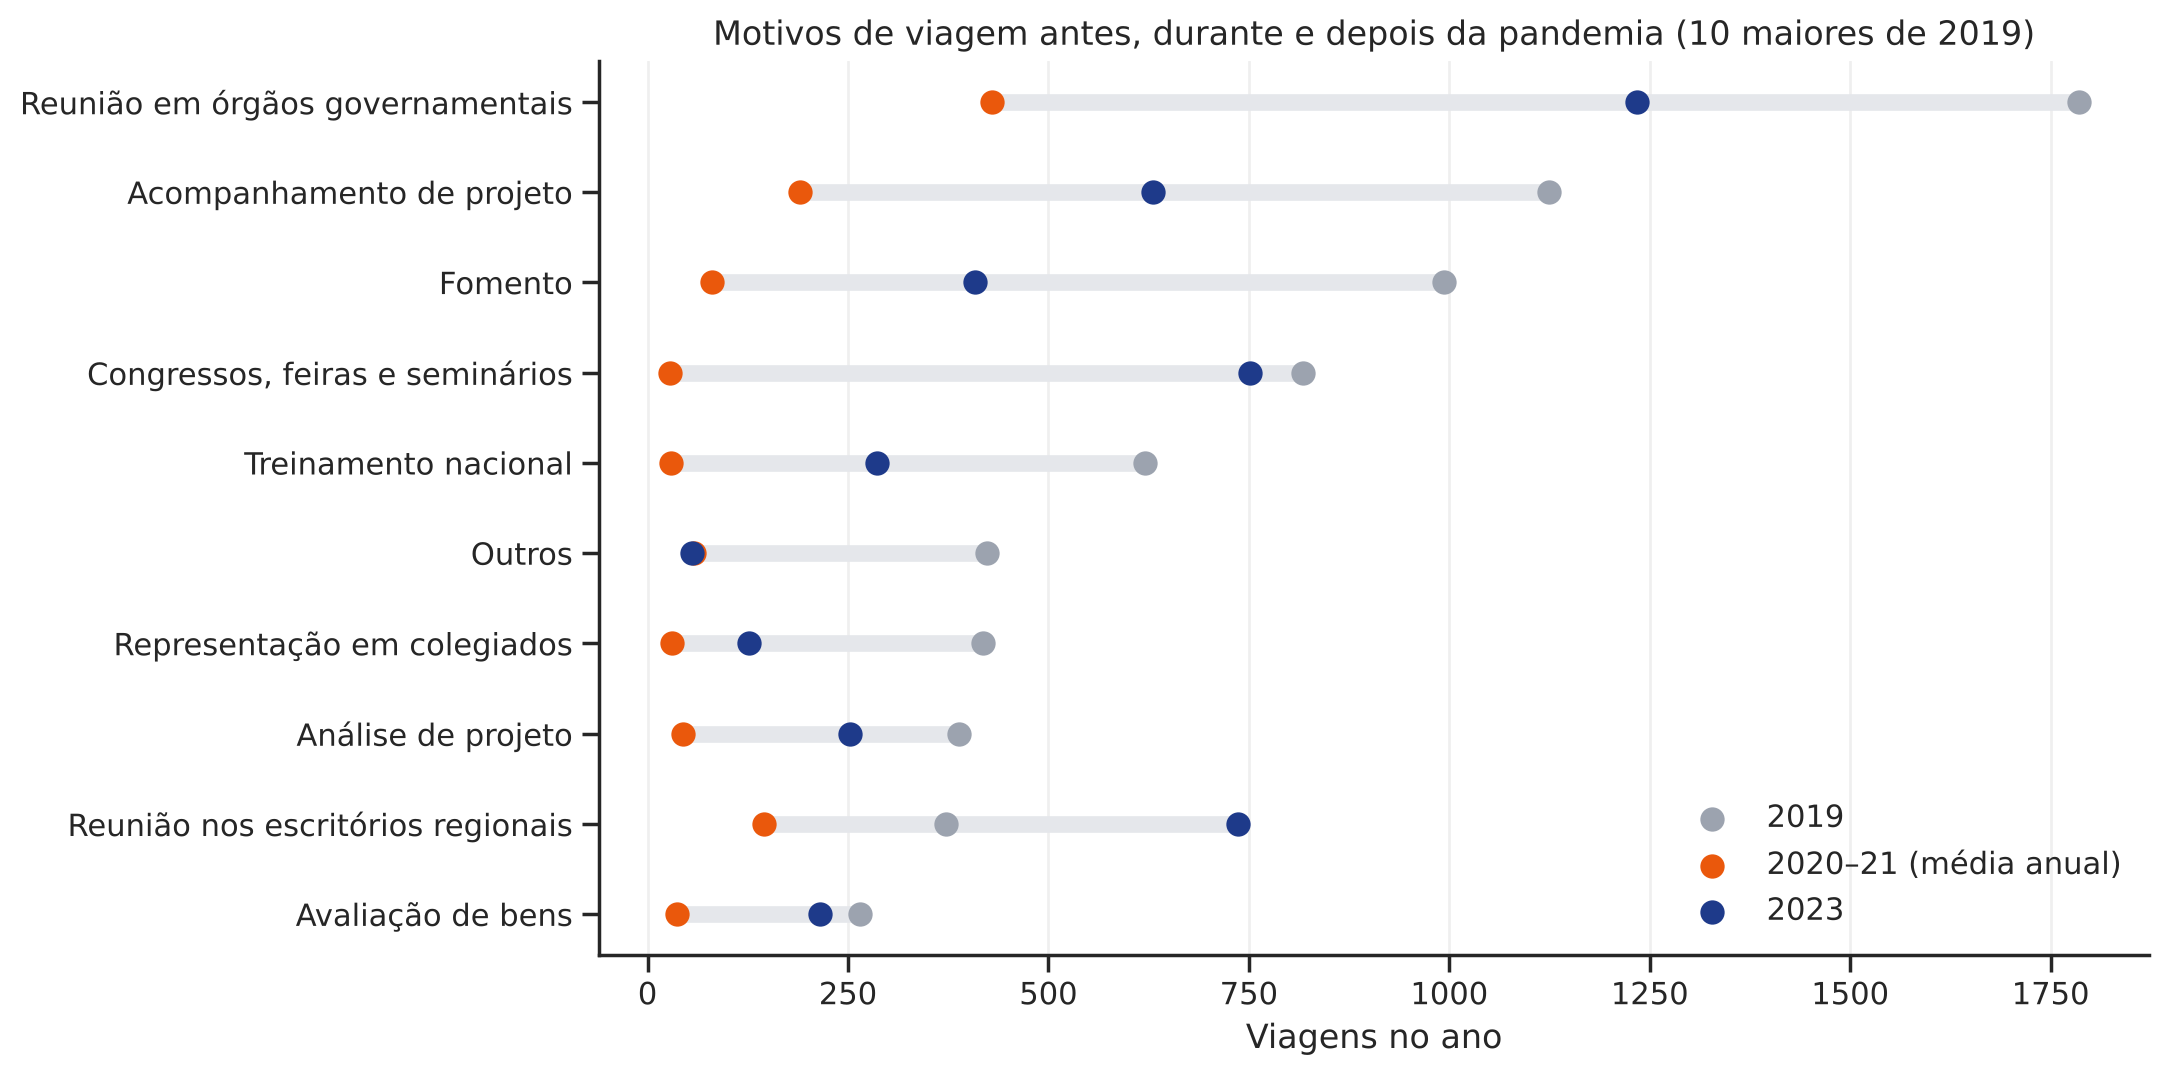 Motivos de viagem antes, durante e depois da pandemia (10 maiores de 2019)
Reunião em órgãos governamentais
Acompanhamento de projeto
Fomento
Congressos, feiras e seminários
Treinamento nacional
Outros
Representação em colegiados
Análise de projeto
Reunião nos escritórios regionais
Avaliação de bens
2019
2020–21 (média anual)
2023
0 250 500 750 1000 1250 1500 1750
Viagens no ano